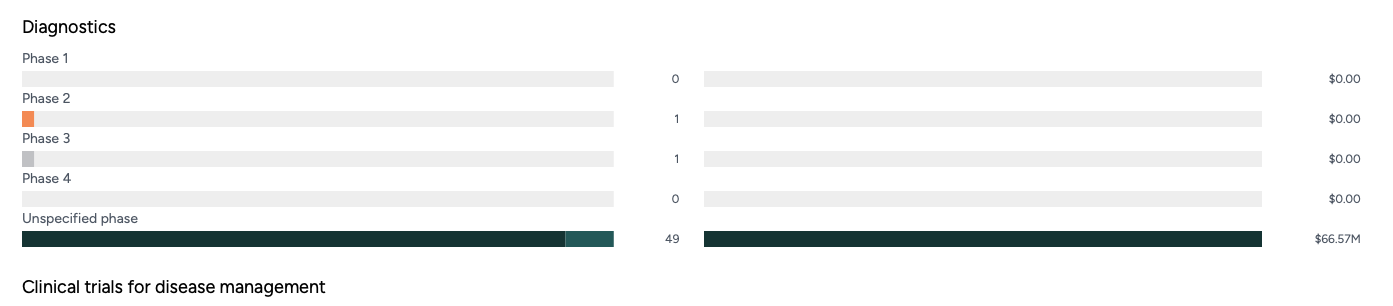 Diagnostics
Phase 1
0 $0.00
Phase 2
1 $0.00
Phase 3
1 $0.00
Phase 4
0 $0.00
Unspecified phase
49 $66.57M
Clinical trials for disease management